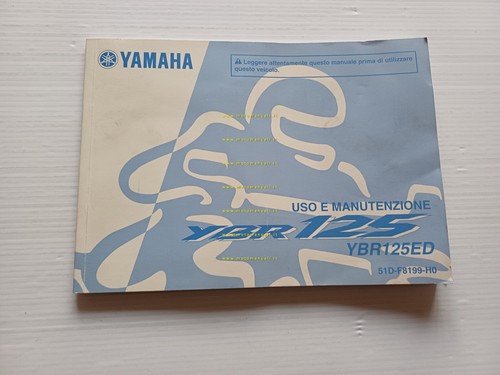 YAMAHA
⚠ Leggere attentamente questo manuale prima di utilizzare
questo veicolo.
USO E MANUTENZIONE
YBR125
YBR125ED
51D-F8199-H0